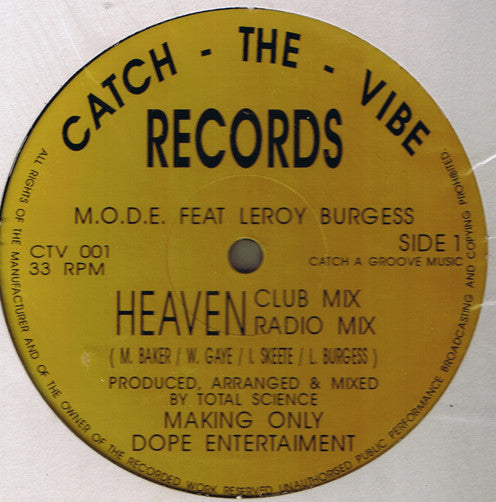 CATCH - THE - VIBE
RECORDS
M.O.D.E. FEAT LEROY BURGESS
CTV 001
33 RPM
SIDE 1
CATCH A GROOVE MUSIC
HEAVEN
CLUB MIX
RADIO MIX
( M. BAKER / W. GAYE / I. SKEETE / L. BURGESS )
PRODUCED, ARRANGED & MIXED
BY TOTAL SCIENCE
MAKING ONLY
DOPE ENTERTAIMENT
ALL RIGHTS OF THE MANUFACTURER AND OF THE OWNER OF THE RECORDED WORK RESERVED UNAUTHORISED PUBLIC PERFORMANCE BROADCASTING AND COPYING PROHIBITED.